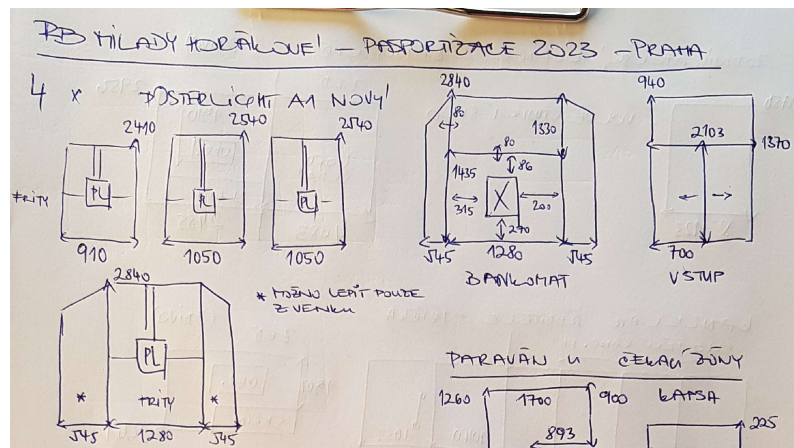 RB MILADY HORÁKOVÉ – PASPORTIZACE 2023 – PRAHA
4 x POSTERLIGHT A1 NOVÝ
2410 2540 2540
PL PL PL
FRITY
910 1050 1050
2840
80 1330
80
1435 86
X
315 200
270
545 1280 545
BANKOMAT
940
2103 1370
700
VSTUP
2840
* MOŽNO LEPIT POUZE
Z VENKU
PL
* FRITY *
545 1280 545
PARAVÁN U ČEKACÍ ZÓNY
1260 1700 900 KAPSA
893 225